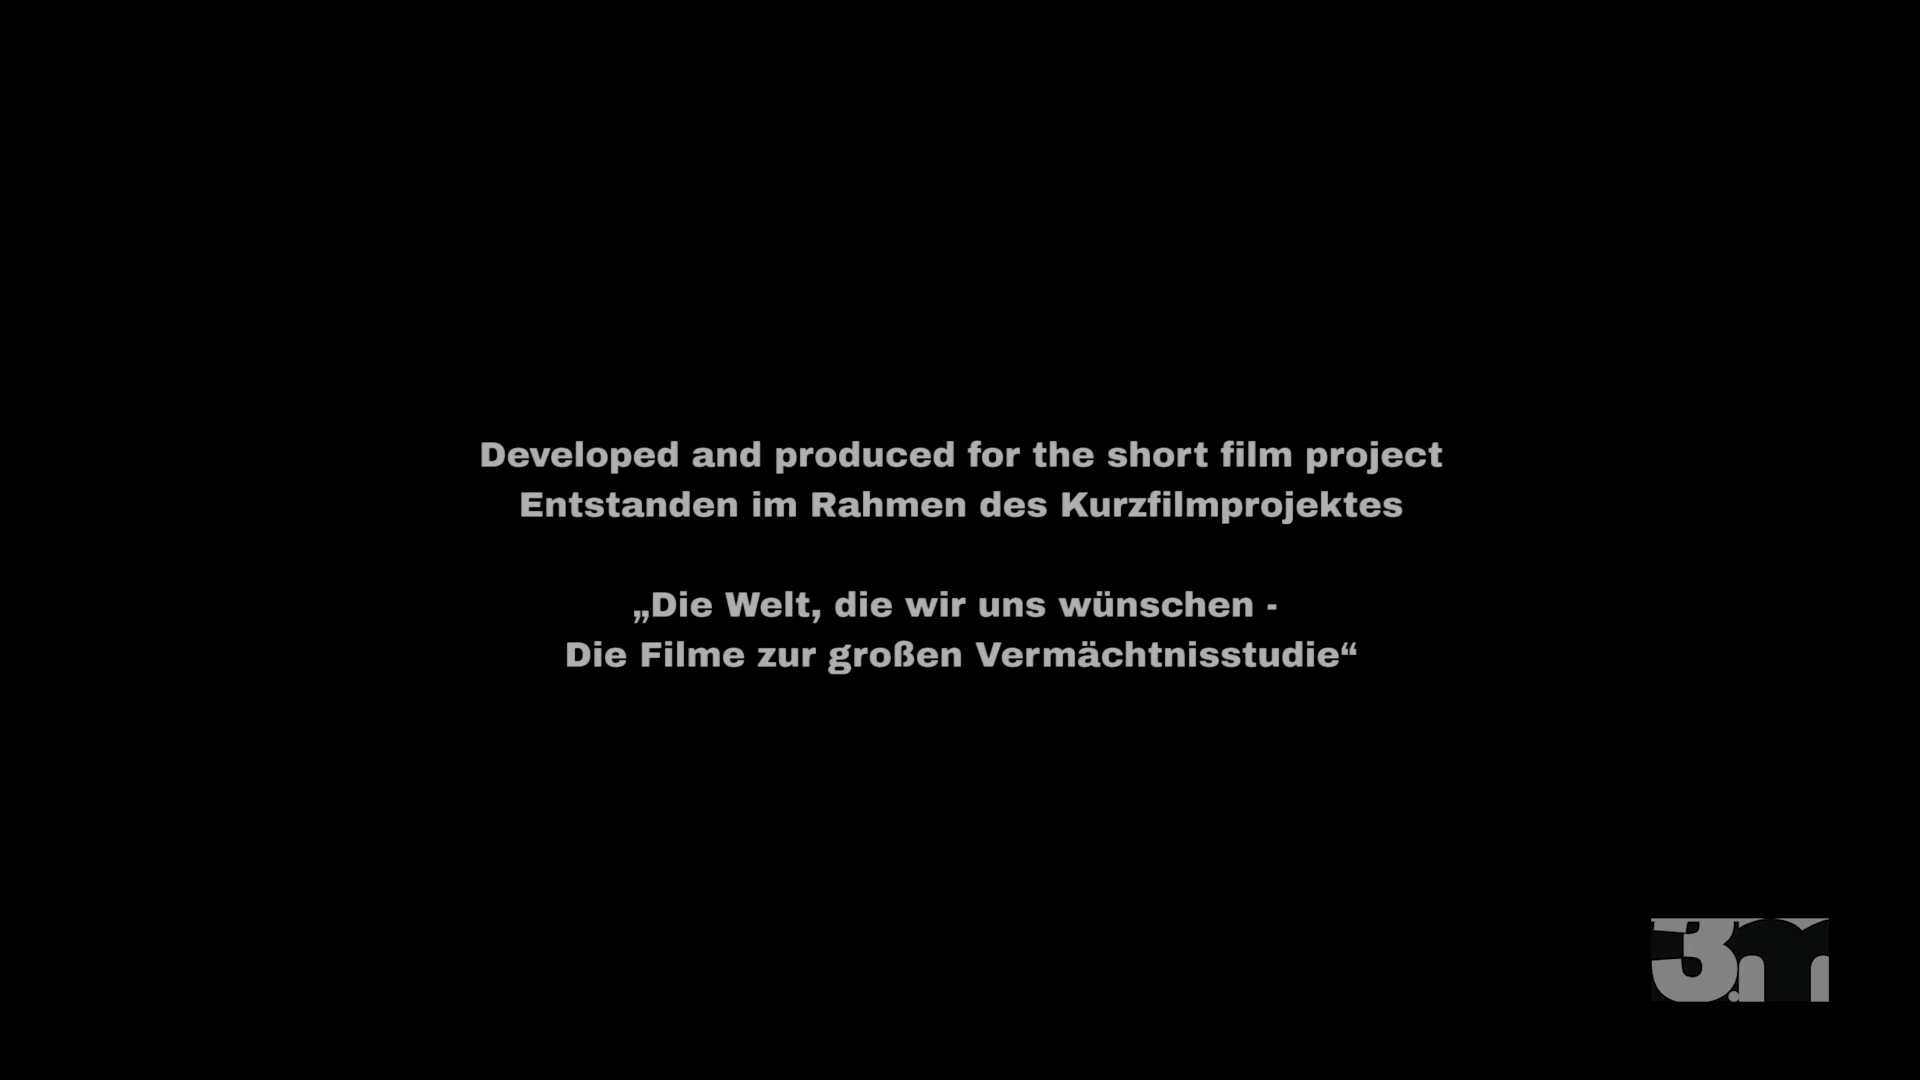 Developed and produced for the short film project
Entstanden im Rahmen des Kurzfilmprojektes
„Die Welt, die wir uns wünschen -
Die Filme zur großen Vermächtnisstudie“
3.m